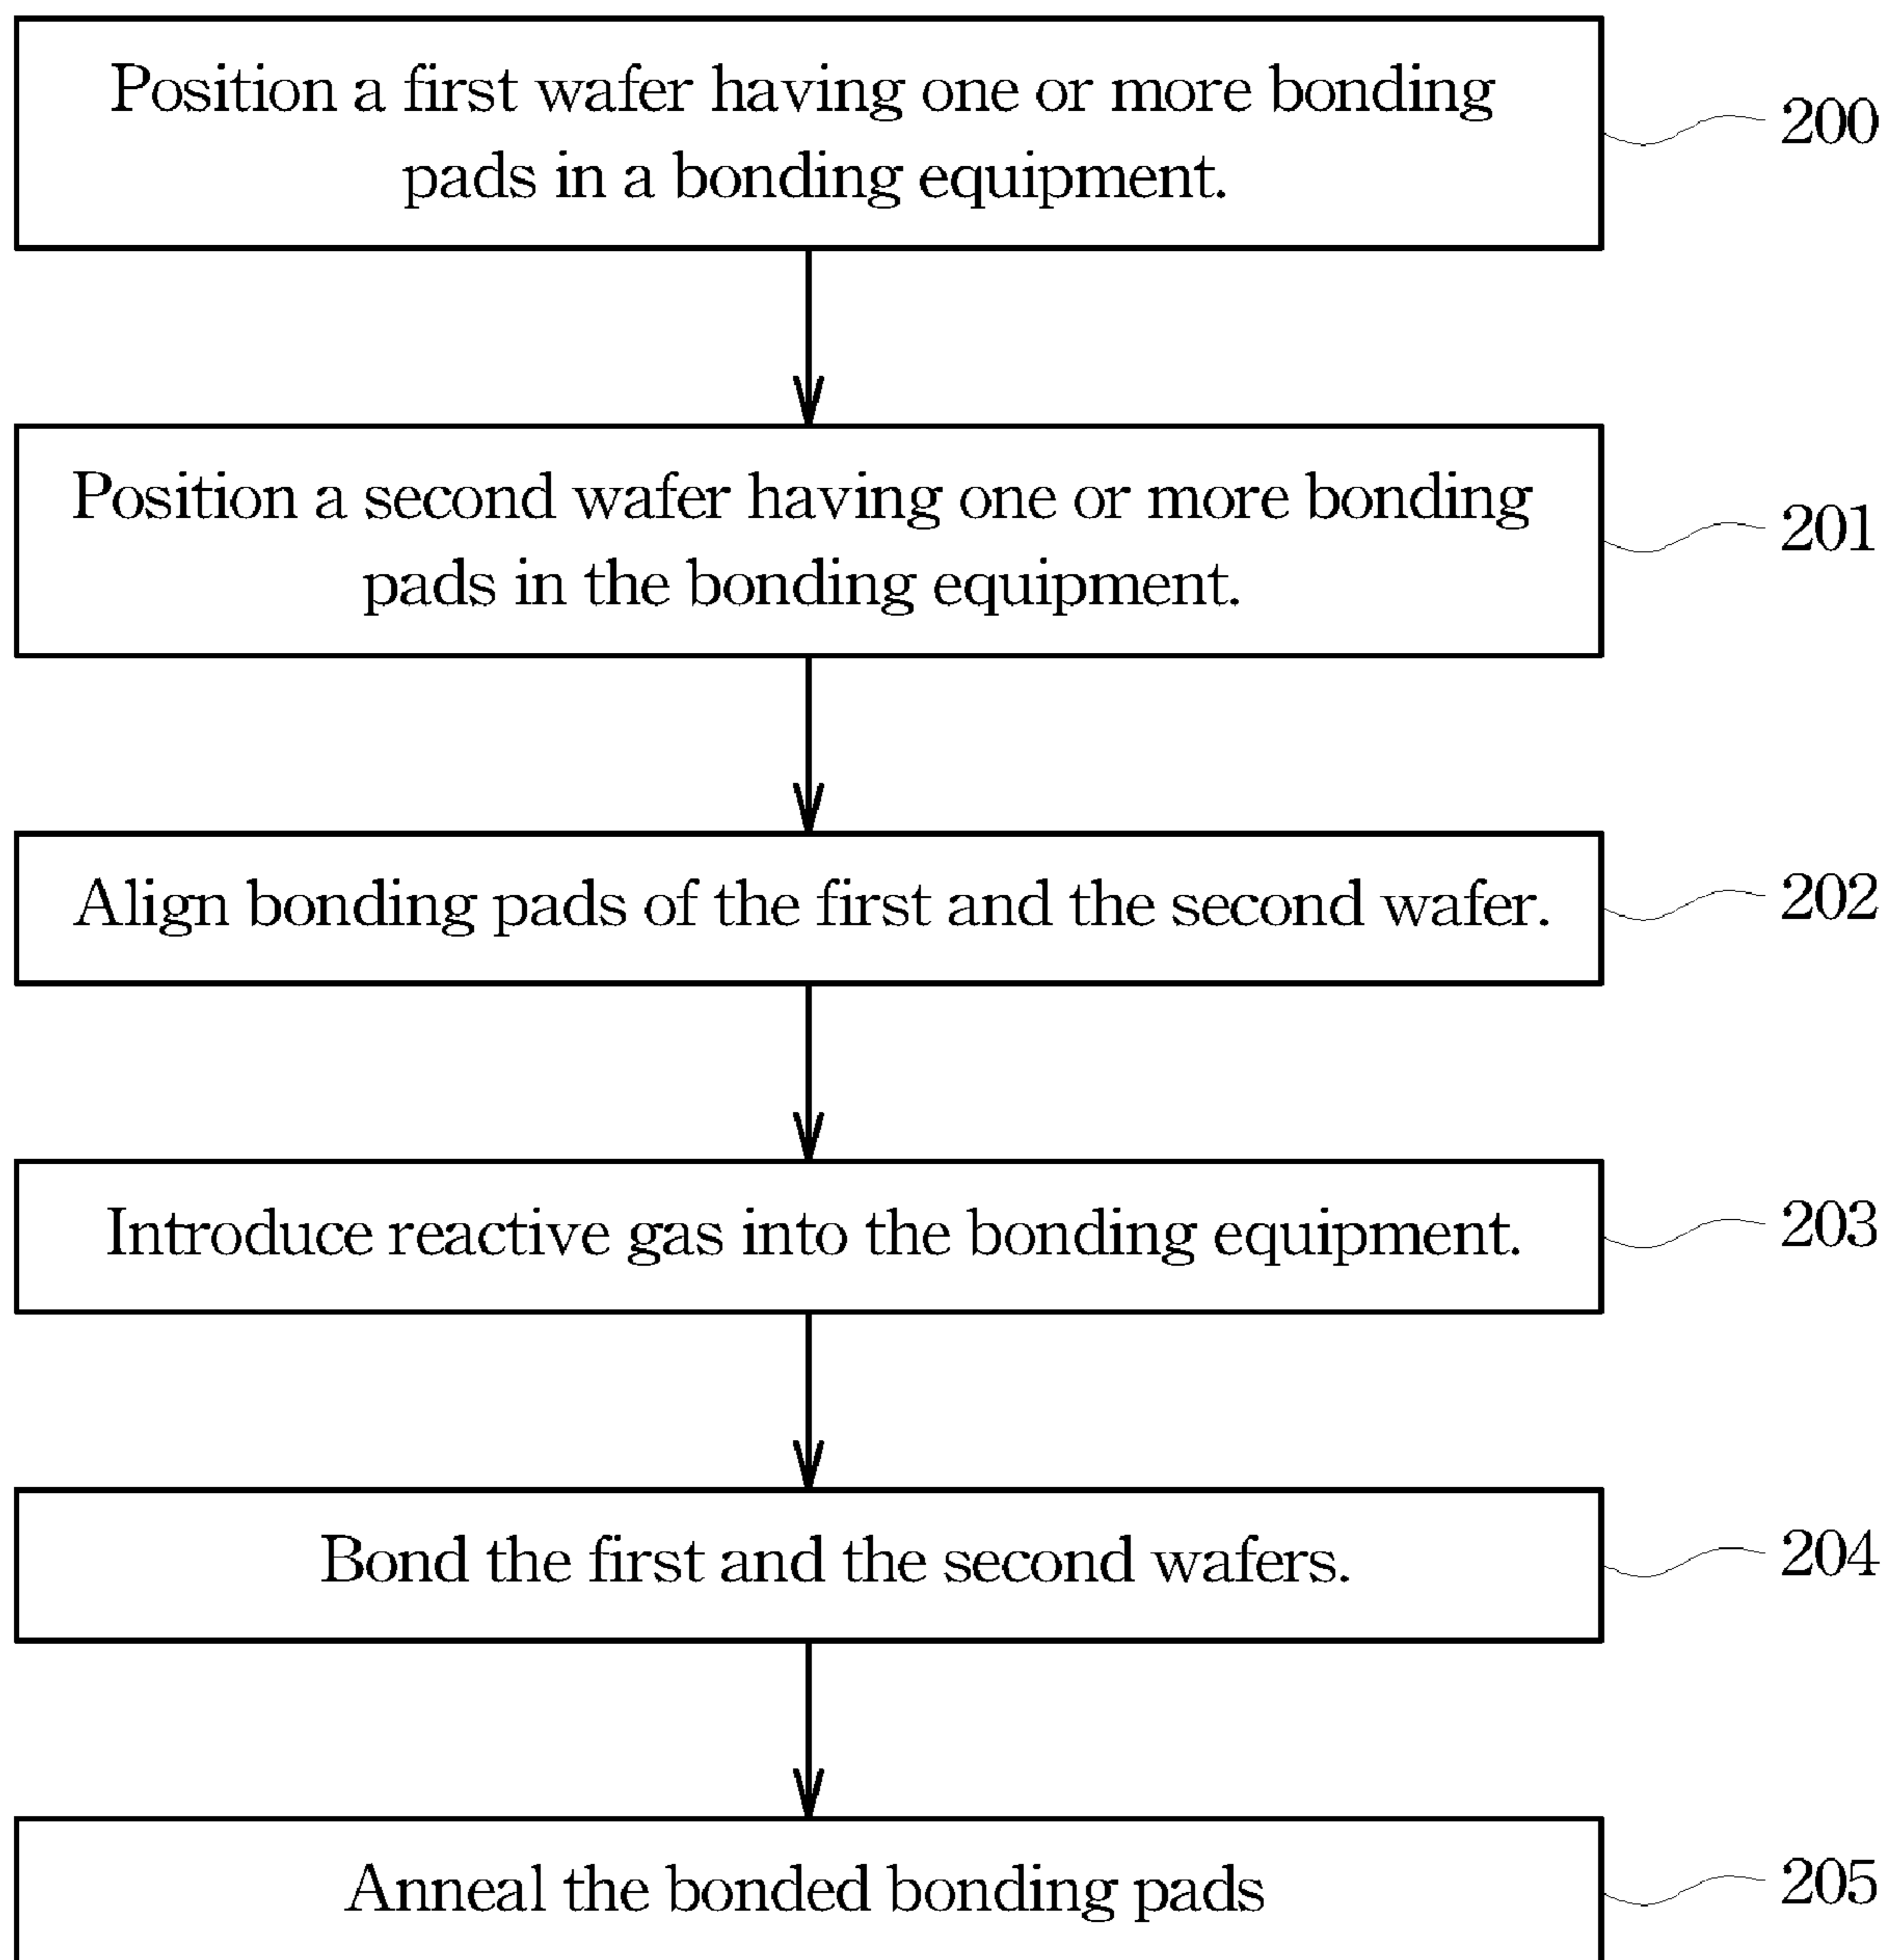 Position a first wafer having one or more bonding
pads in a bonding equipment.
200
Position a second wafer having one or more bonding
pads in the bonding equipment.
201
Align bonding pads of the first and the second wafer.
202
Introduce reactive gas into the bonding equipment.
203
Bond the first and the second wafers.
204
Anneal the bonded bonding pads
205